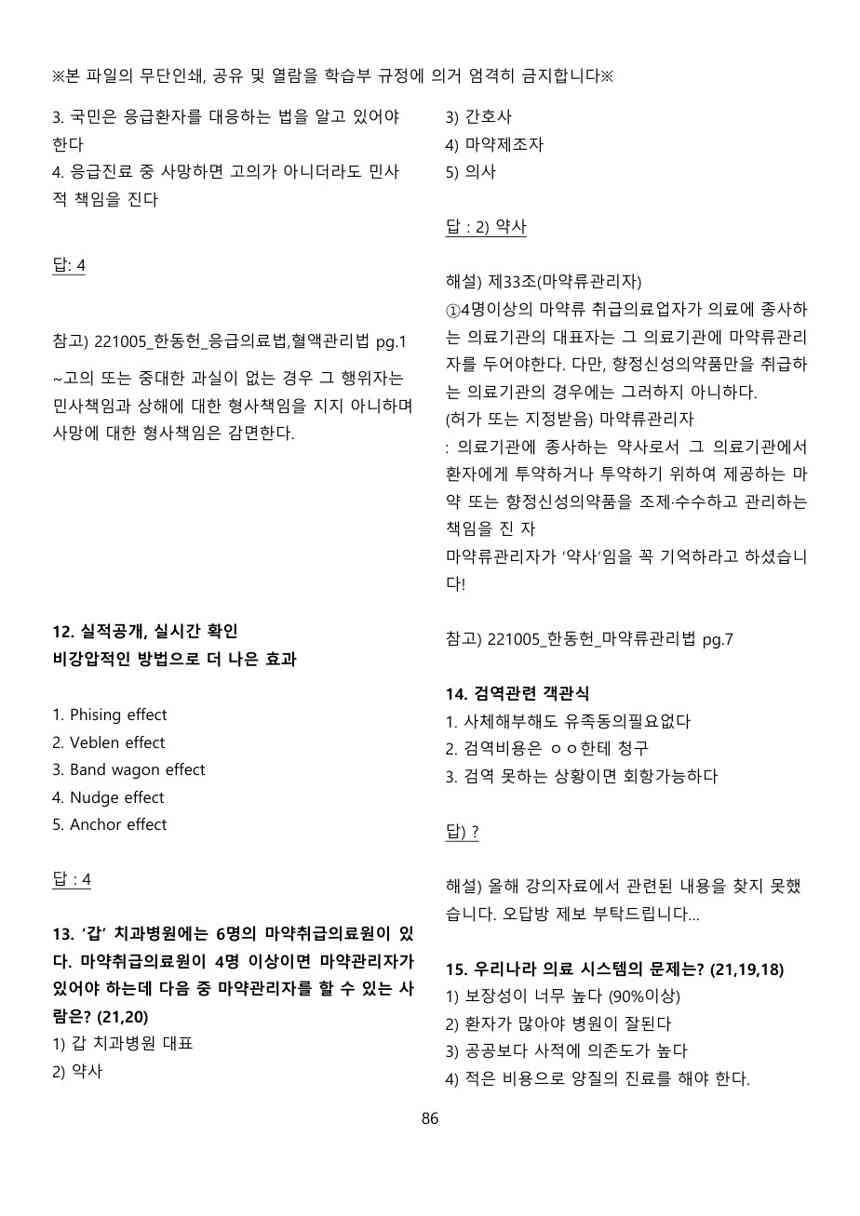 ※본 파일의 무단인쇄, 공유 및 열람을 학습부 규정에 의거 엄격히 금지합니다※
3. 국민은 응급환자를 대응하는 법을 알고 있어야
한다
4. 응급진료 중 사망하면 고의가 아니더라도 민사
적 책임을 진다
답: 4
참고) 221005_한동헌_응급의료법,혈액관리법 pg.1
~고의 또는 중대한 과실이 없는 경우 그 행위자는
민사책임과 상해에 대한 형사책임을 지지 아니하며
사망에 대한 형사책임은 감면한다.
12. 실적공개, 실시간 확인
비강압적인 방법으로 더 나은 효과
1. Phising effect
2. Veblen effect
3. Band wagon effect
4. Nudge effect
5. Anchor effect
답 : 4
13. ‘갑’ 치과병원에는 6명의 마약취급의료원이 있
다. 마약취급의료원이 4명 이상이면 마약관리자가
있어야 하는데 다음 중 마약관리자를 할 수 있는 사
람은? (21,20)
1) 갑 치과병원 대표
2) 약사
3) 간호사
4) 마약제조자
5) 의사
답 : 2) 약사
해설) 제33조(마약류관리자)
①4명이상의 마약류 취급의료업자가 의료에 종사하
는 의료기관의 대표자는 그 의료기관에 마약류관리
자를 두어야한다. 다만, 향정신성의약품만을 취급하
는 의료기관의 경우에는 그러하지 아니하다.
(허가 또는 지정받음) 마약류관리자
: 의료기관에 종사하는 약사로서 그 의료기관에서
환자에게 투약하거나 투약하기 위하여 제공하는 마
약 또는 향정신성의약품을 조제·수수하고 관리하는
책임을 진 자
마약류관리자가 ‘약사’임을 꼭 기억하라고 하셨습니
다!
참고) 221005_한동헌_마약류관리법 pg.7
14. 검역관련 객관식
1. 사체해부해도 유족동의필요없다
2. 검역비용은 ㅇㅇ한테 청구
3. 검역 못하는 상황이면 회항가능하다
답) ?
해설) 올해 강의자료에서 관련된 내용을 찾지 못했
습니다. 오답방 제보 부탁드립니다...
15. 우리나라 의료 시스템의 문제는? (21,19,18)
1) 보장성이 너무 높다 (90%이상)
2) 환자가 많아야 병원이 잘된다
3) 공공보다 사적에 의존도가 높다
4) 적은 비용으로 양질의 진료를 해야 한다.
86